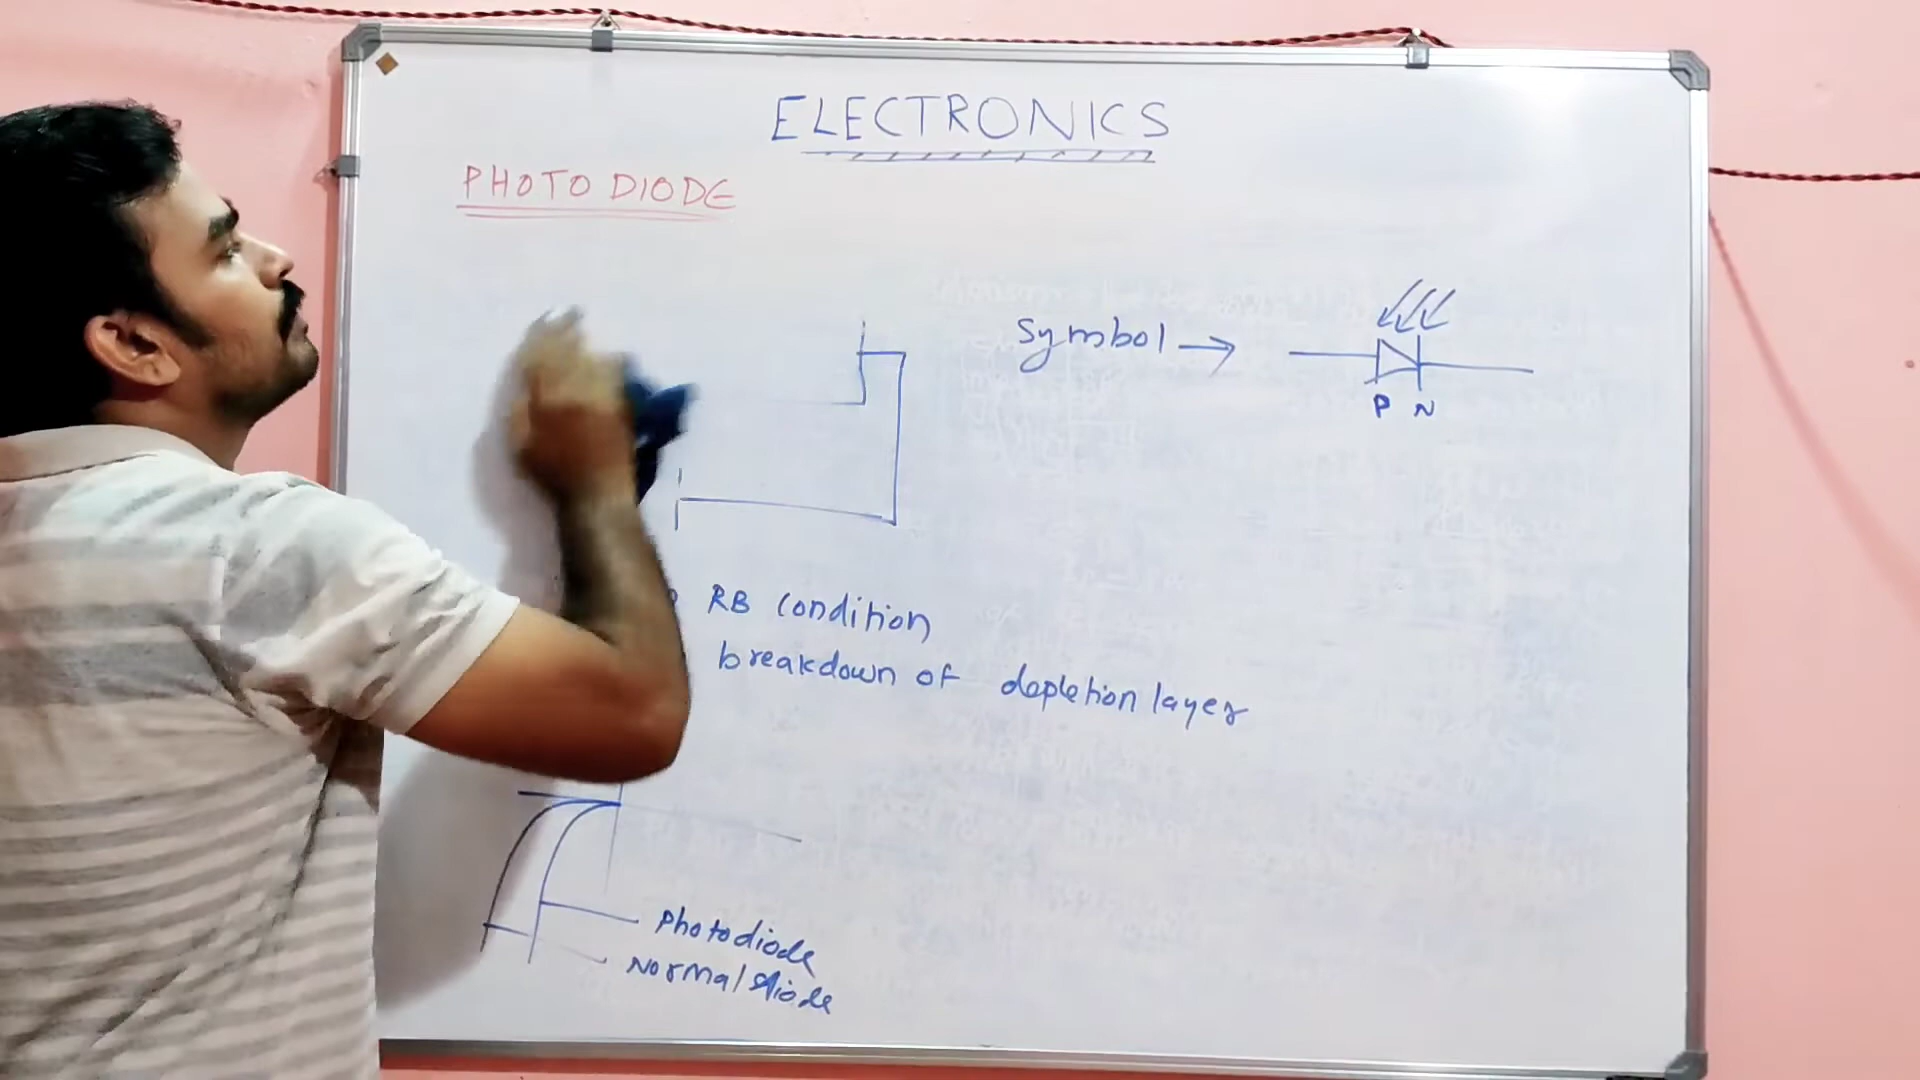 ELECTRONICS
PHOTO DIODE
Symbol →
P N
RB Condition
breakdown of depletion layer
Photodiode
Normal diode